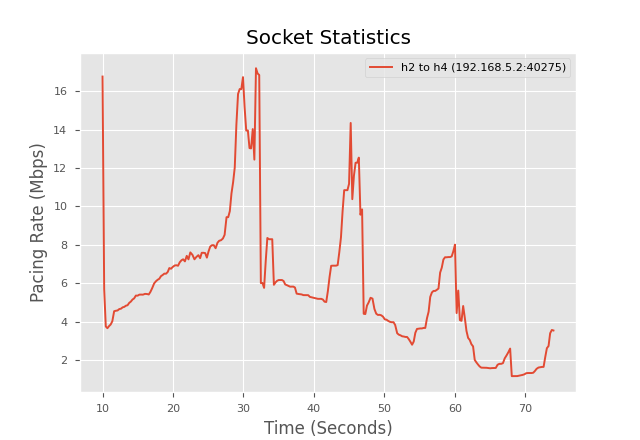 Socket Statistics
h2 to h4 (192.168.5.2:40275)
Pacing Rate (Mbps)
16
14
12
10
8
6
4
2
10 20 30 40 50 60 70
Time (Seconds)